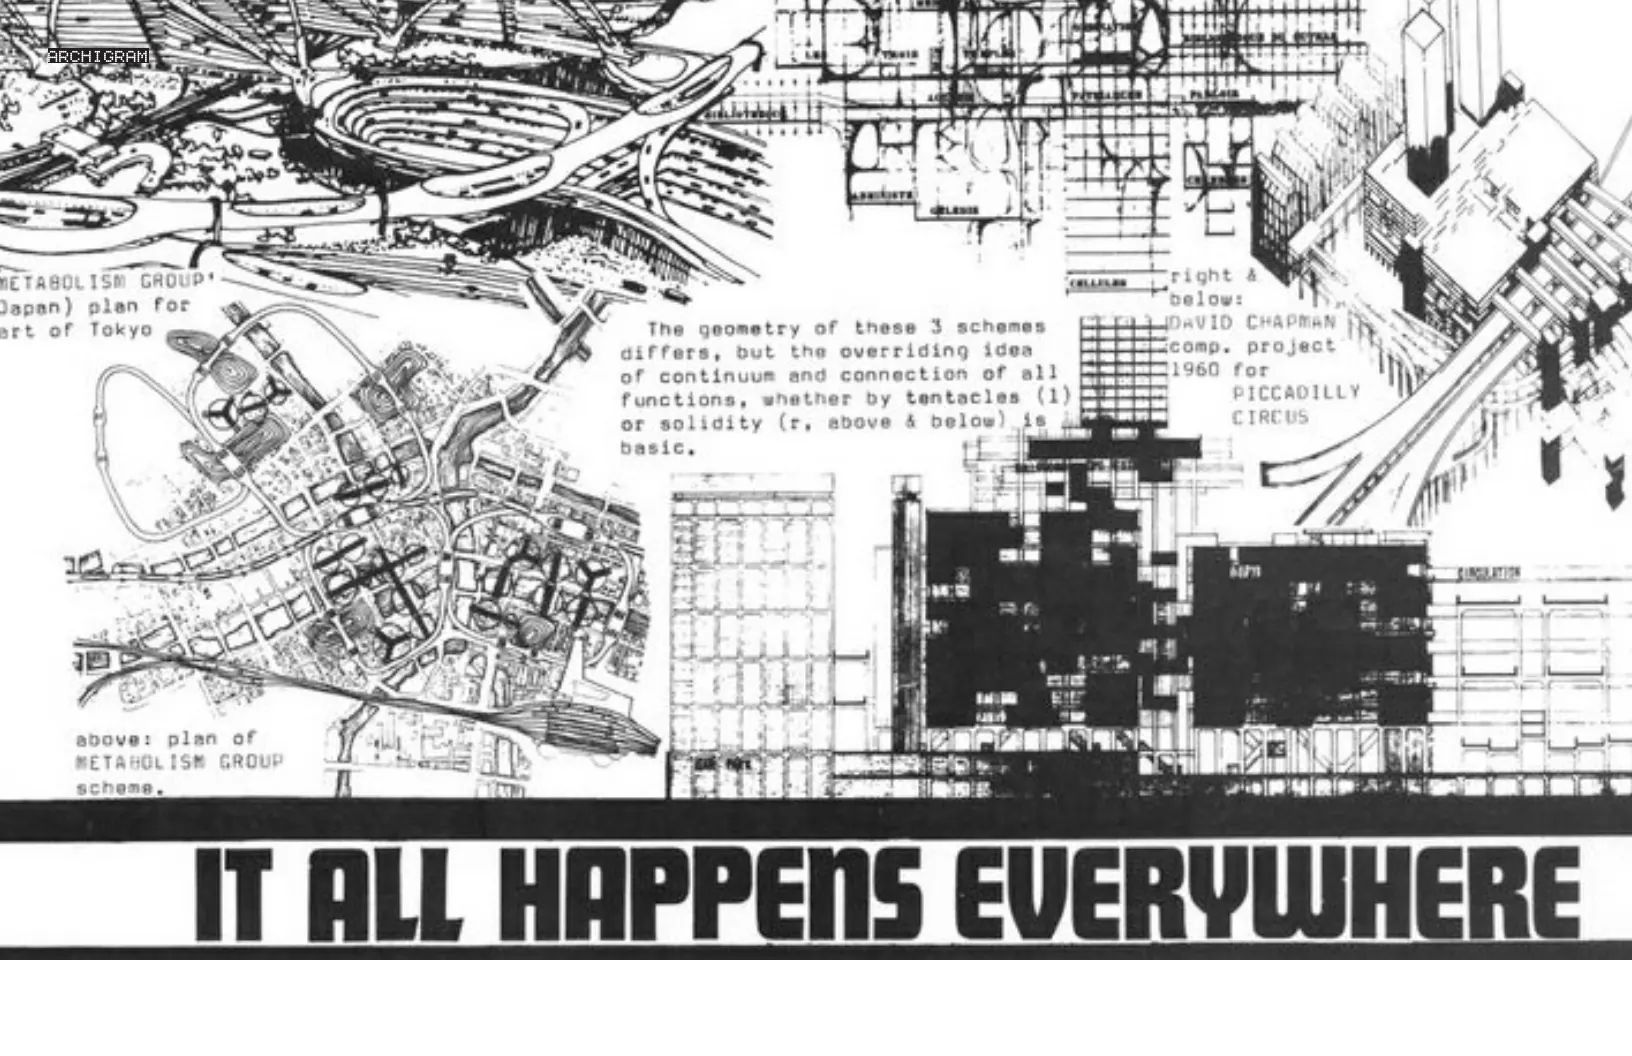 ARCHIGRAM
METABOLISM GROUP'
Japan) plan for
art of Tokyo
The geometry of these 3 schemes
differs, but the overriding idea
of continuum and connection of all
functions, whether by tentacles (l)
or solidity (r, above & below) is
basic.
right &
below:
DAVID CHAPMAN
comp. project
1960 for
PICCADILLY
CIRCUS
CELLULES
CIRCULATION
above: plan of
METABOLISM GROUP
scheme.
IT ALL HAPPENS EVERYWHERE